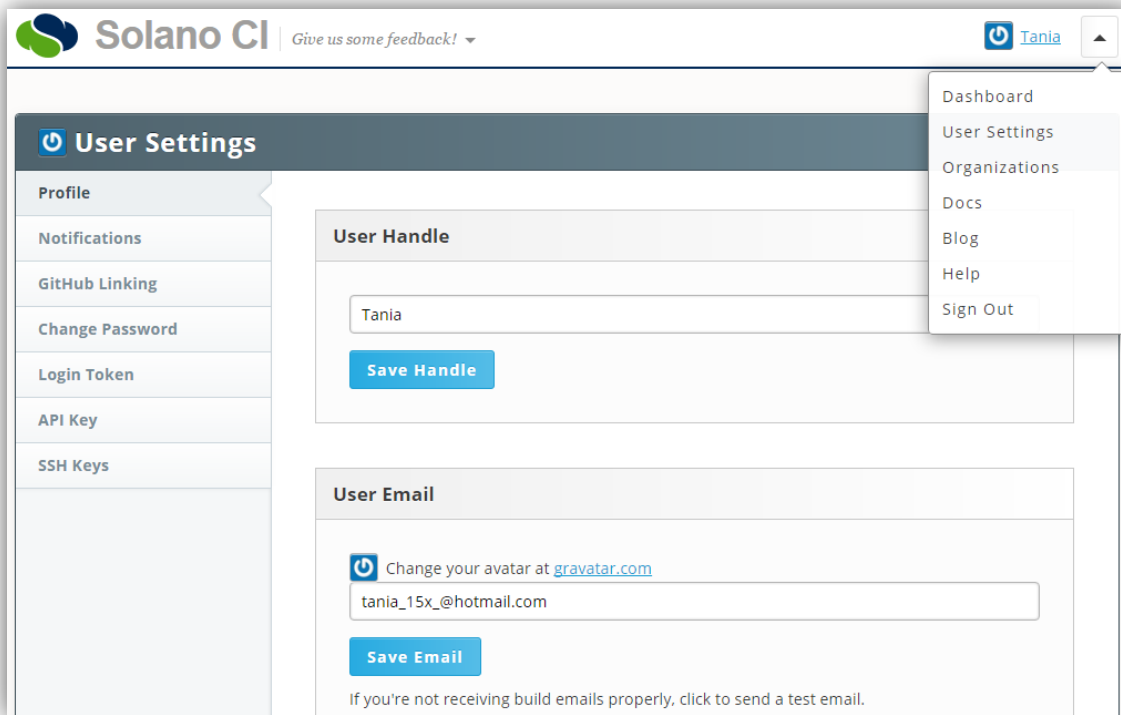 Solano CI
Give us some feedback!
Tania
Dashboard
User Settings
Organizations
Docs
Blog
Help
Sign Out
User Settings
Profile
Notifications
GitHub Linking
Change Password
Login Token
API Key
SSH Keys
User Handle
Tania
Save Handle
User Email
Change your avatar at gravatar.com
tania_15x_@hotmail.com
Save Email
If you're not receiving build emails properly, click to send a test email.